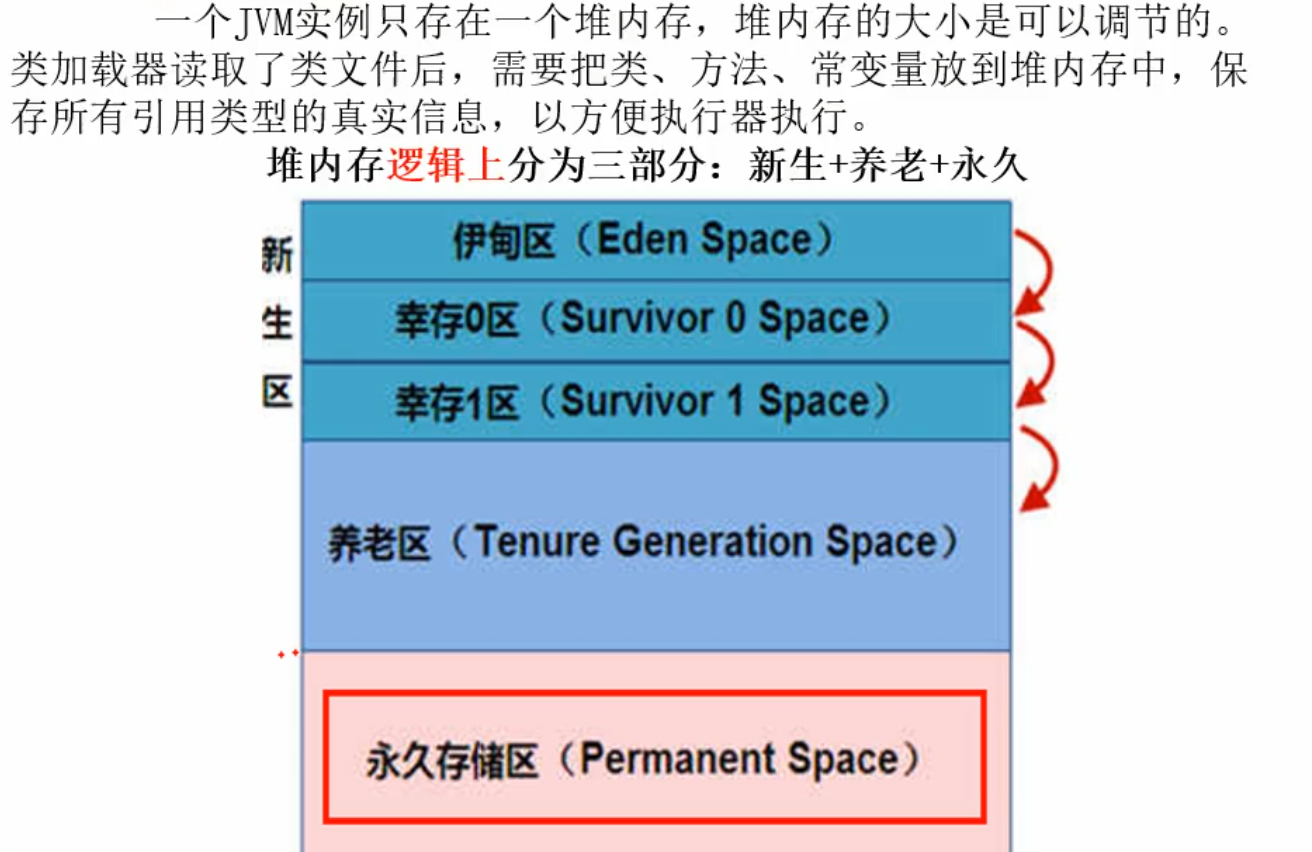 一个JVM实例只存在一个堆内存，堆内存的大小是可以调节的。
类加载器读取了类文件后，需要把类、方法、常变量放到堆内存中，保
存所有引用类型的真实信息，以方便执行器执行。
堆内存逻辑上分为三部分：新生+养老+永久
新
生
区
伊甸区（Eden Space）
幸存0区（Survivor 0 Space）
幸存1区（Survivor 1 Space）
养老区（Tenure Generation Space）
永久存储区（Permanent Space）